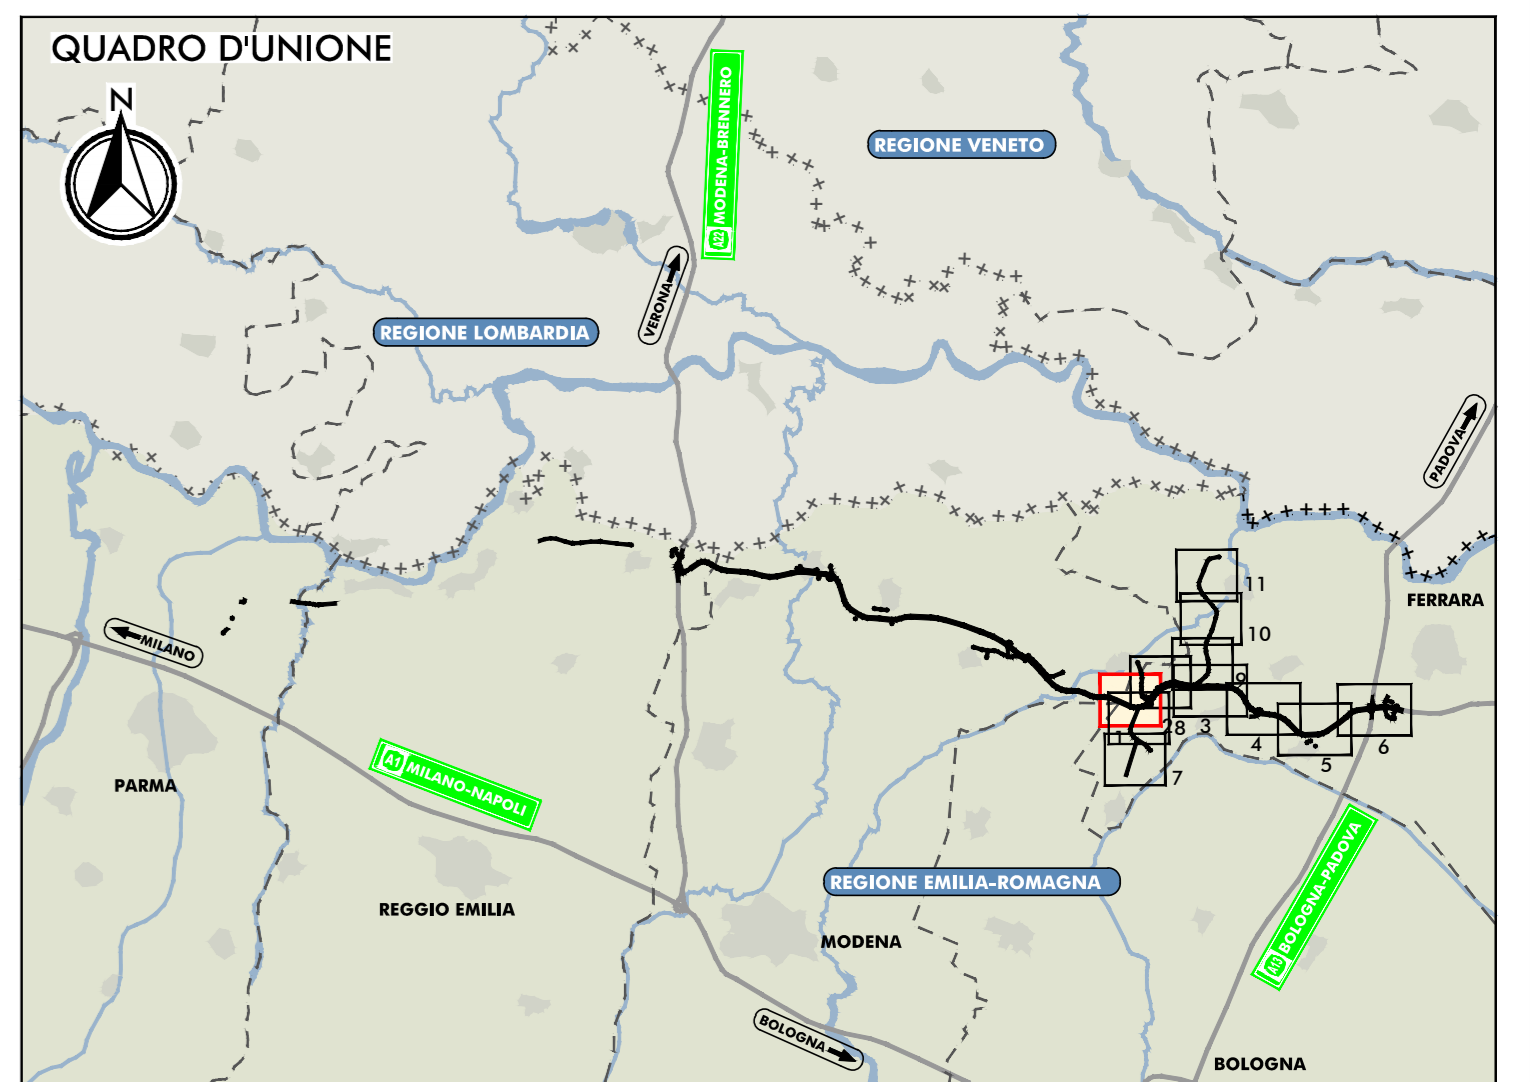 QUADRO D'UNIONE
N
A22 MODENA-BRENNERO
REGIONE VENETO
VERONA
REGIONE LOMBARDIA
PADOVA
11
FERRARA
10
MILANO
9
1
2
8
3
4
5
6
7
A1 MILANO-NAPOLI
PARMA
A13 BOLOGNA-PADOVA
REGIONE EMILIA-ROMAGNA
REGGIO EMILIA
MODENA
BOLOGNA
BOLOGNA